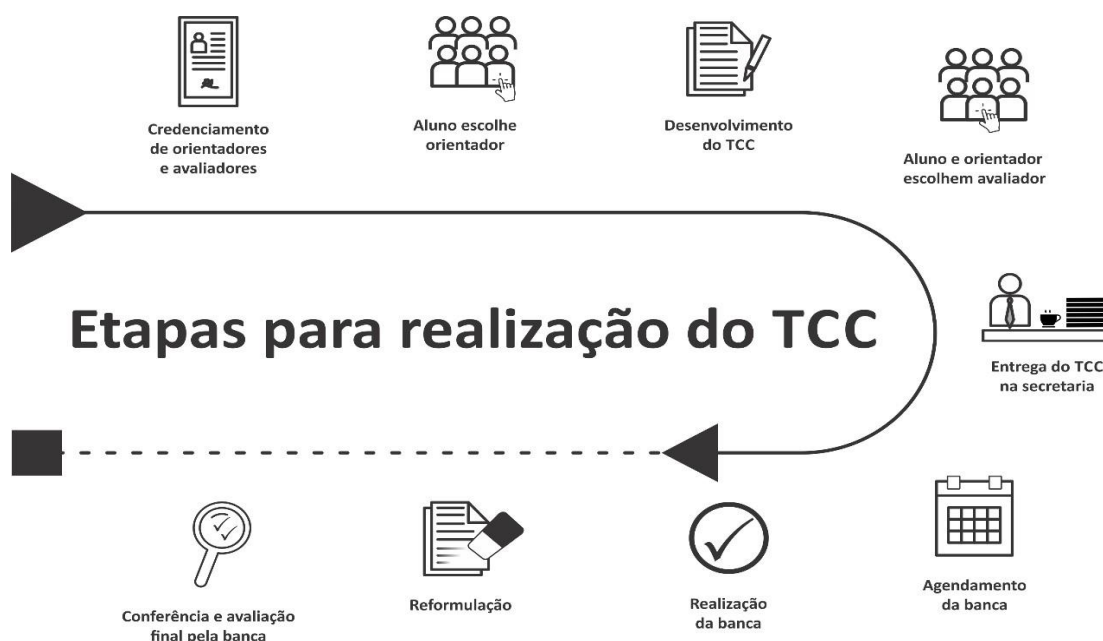 Credenciamento
de orientadores
e avaliadores
Aluno escolhe
orientador
Desenvolvimento
do TCC
Aluno e orientador
escolhem avaliador
Etapas para realização do TCC
Entrega do TCC
na secretaria
Agendamento
da banca
Realização
da banca
Reformulação
Conferência e avaliação
final pela banca